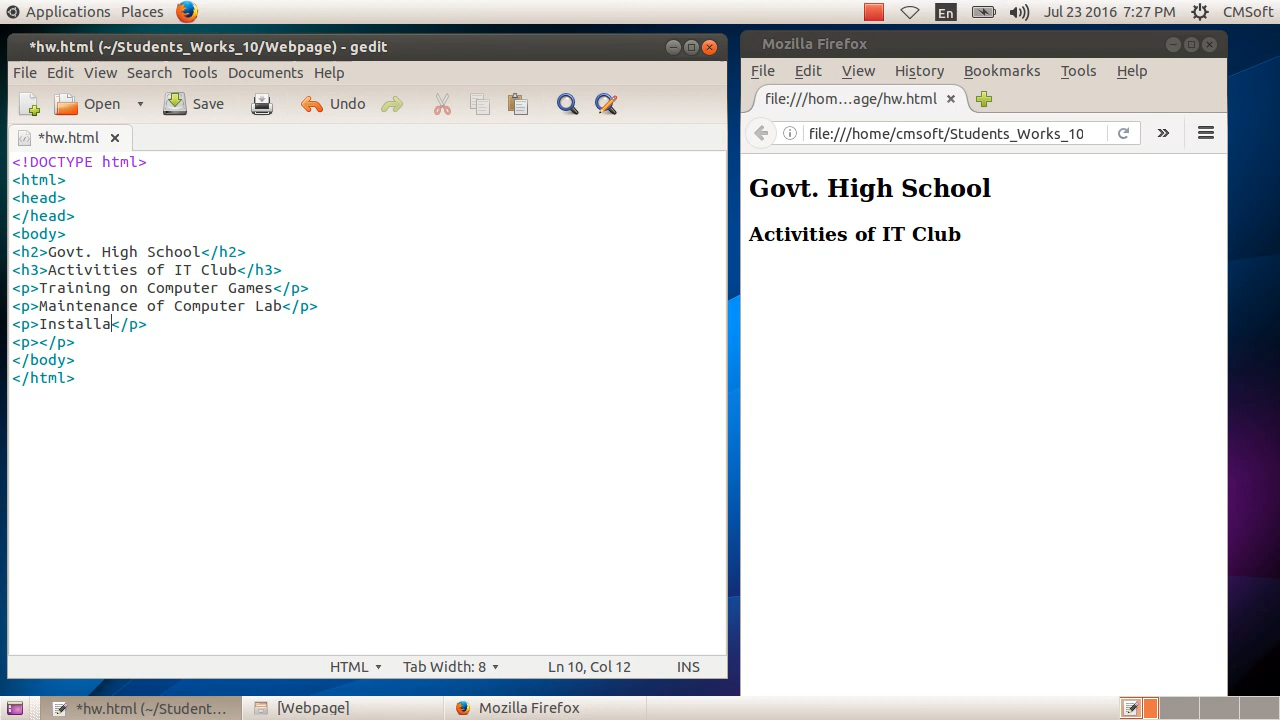 Applications Places En Jul 23 2016 7:27 PM CMSoft
*hw.html (~/Students_Works_10/Webpage) - gedit
File Edit View Search Tools Documents Help
Open Save Undo
*hw.html
<!DOCTYPE html>
<html>
<head>
</head>
<body>
<h2>Govt. High School</h2>
<h3>Activities of IT Club</h3>
<p>Training on Computer Games</p>
<p>Maintenance of Computer Lab</p>
<p>Installa</p>
<p></p>
</body>
</html>
HTML Tab Width: 8 Ln 10, Col 12 INS
Mozilla Firefox
File Edit View History Bookmarks Tools Help
file:///hom...age/hw.html
file:///home/cmsoft/Students_Works_10
Govt. High School
Activities of IT Club
*hw.html (~/Student... [Webpage] Mozilla Firefox